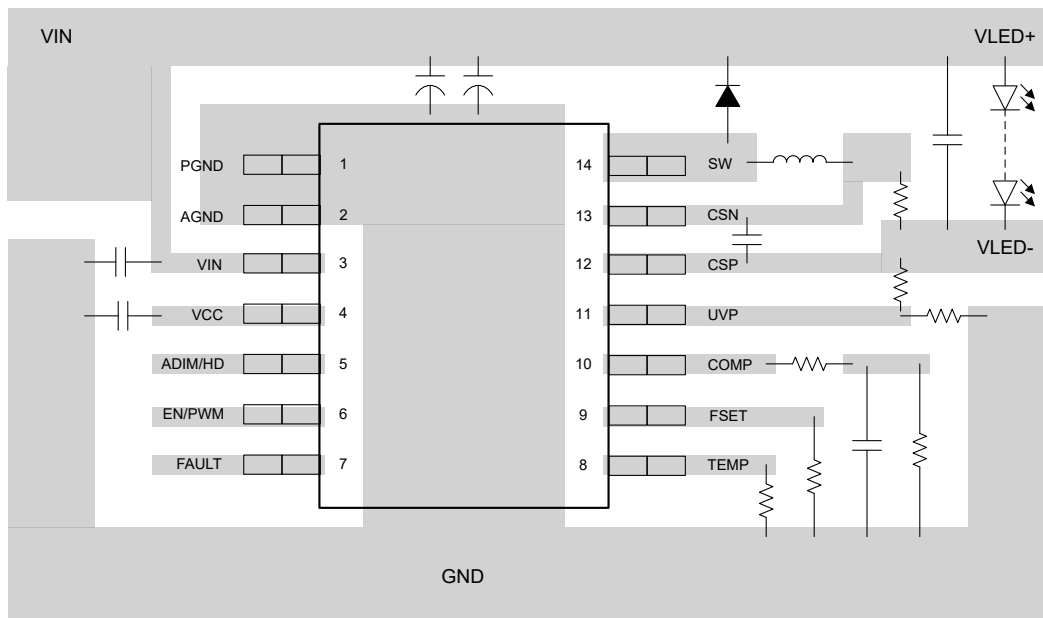 VIN
VLED+
PGND 1
14 SW
AGND 2
13 CSN
VIN 3
12 CSP
VLED-
VCC 4
11 UVP
ADIM/HD 5
10 COMP
EN/PWM 6
9 FSET
FAULT 7
8 TEMP
GND